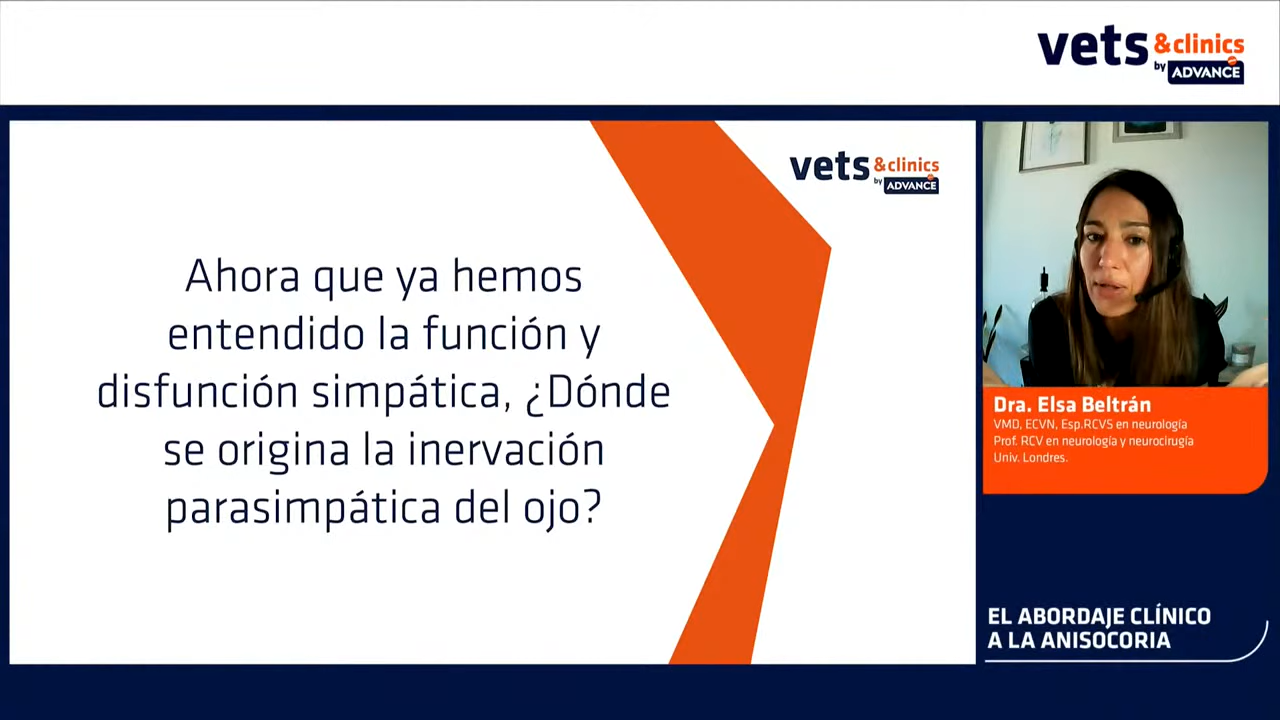 vets &clinics
by ADVANCE
vets &clinics
by ADVANCE
Ahora que ya hemos
entendido la función y
disfunción simpática, ¿Dónde
se origina la inervación
parasimpática del ojo?
Dra. Elsa Beltrán
VMD, ECVN, Esp.RCVS en neurología
Prof. RCV en neurología y neurocirugía
Univ. Londres.
EL ABORDAJE CLÍNICO
A LA ANISOCORIA